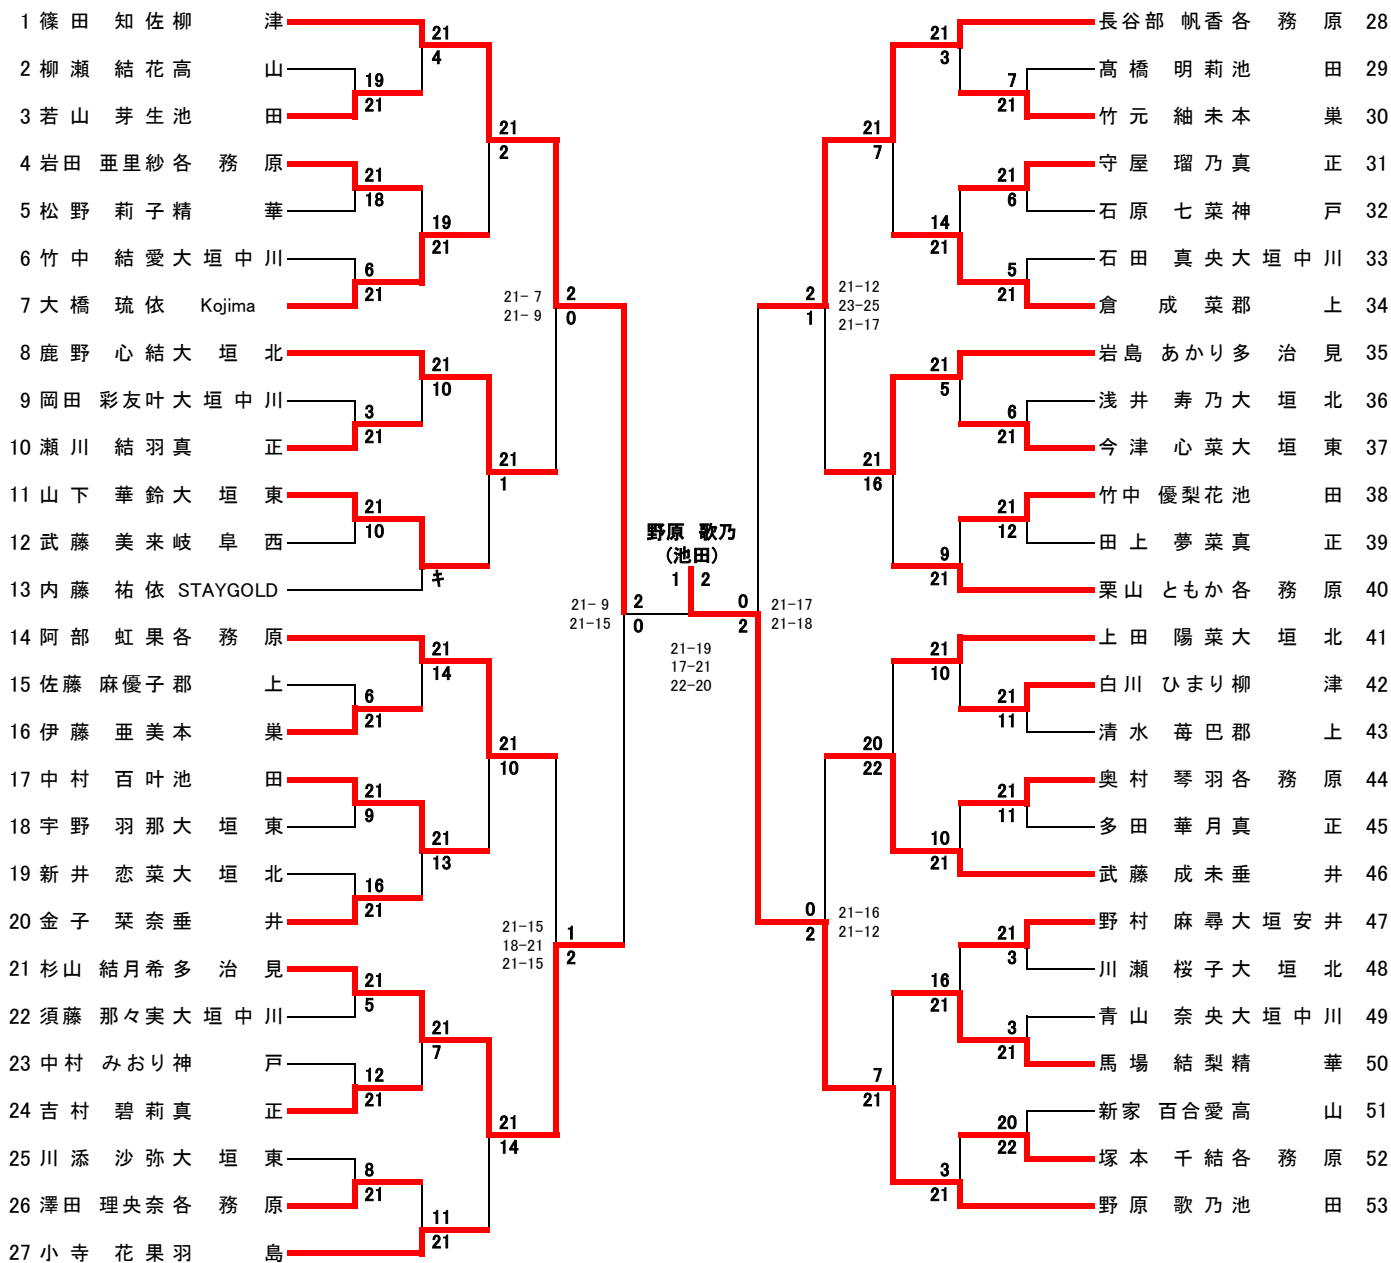 1 篠田 知佐 柳津
2 柳瀬 結花 高山
3 若山 芽生 池田
4 岩田 亜里紗 各務原
5 松野 莉子 精華
6 竹中 結愛 大垣中川
7 大橋 琉依 Kojima
8 鹿野 心結 大垣北
9 岡田 彩友叶 大垣中川
10 瀬川 結羽 真正
11 山下 華鈴 大垣東
12 武藤 美来 岐阜西
13 内藤 祐依 STAYGOLD
14 阿部 虹果 各務原
15 佐藤 麻優子 郡上
16 伊藤 亜美 本巣
17 中村 百叶 池田
18 宇野 羽那 大垣東
19 新井 恋菜 大垣北
20 金子 栞奈 垂井
21 杉山 結月希 多治見
22 須藤 那々実 大垣中川
23 中村 みおり 神戸
24 吉村 碧莉 真正
25 川添 沙弥 大垣東
26 澤田 理央奈 各務原
27 小寺 花果 羽島
19
21
21
18
6
21
3
21
21
10
6
21
21
9
16
21
21
5
12
21
8
21
21
4
19
21
21
10
キ
21
14
21
13
21
7
11
21
21
2
21
1
21
10
21
14
21- 7
21- 9
2
0
21-15
18-21
21-15
1
2
21- 9
21-15
2
0
野原 歌乃
(池田)
1 2
21-19
17-21
22-20
0
2
21-17
21-18
2
1
21-12
23-25
21-17
0
2
21-16
21-12
21
7
21
16
20
22
7
21
21
3
14
21
21
5
9
21
21
10
10
21
16
21
3
21
7
21
21
6
5
21
6
21
21
12
21
11
21
11
21
3
3
21
20
22
長谷部 帆香 各務原 28
髙橋 明莉 池田 29
竹元 紬未 本巣 30
守屋 瑠乃 真正 31
石原 七菜 神戸 32
石田 真央 大垣中川 33
倉 成菜 郡上 34
岩島 あかり 多治見 35
浅井 寿乃 大垣北 36
今津 心菜 大垣東 37
竹中 優梨花 池田 38
田上 夢菜 真正 39
栗山 ともか 各務原 40
上田 陽菜 大垣北 41
白川 ひまり 柳津 42
清水 苺巴 郡上 43
奥村 琴羽 各務原 44
多田 華月 真正 45
武藤 成未 垂井 46
野村 麻尋 大垣安井 47
川瀬 桜子 大垣北 48
青山 奈央 大垣中川 49
馬場 結梨 精華 50
新家 百合愛 高山 51
塚本 千結 各務原 52
野原 歌乃 池田 53